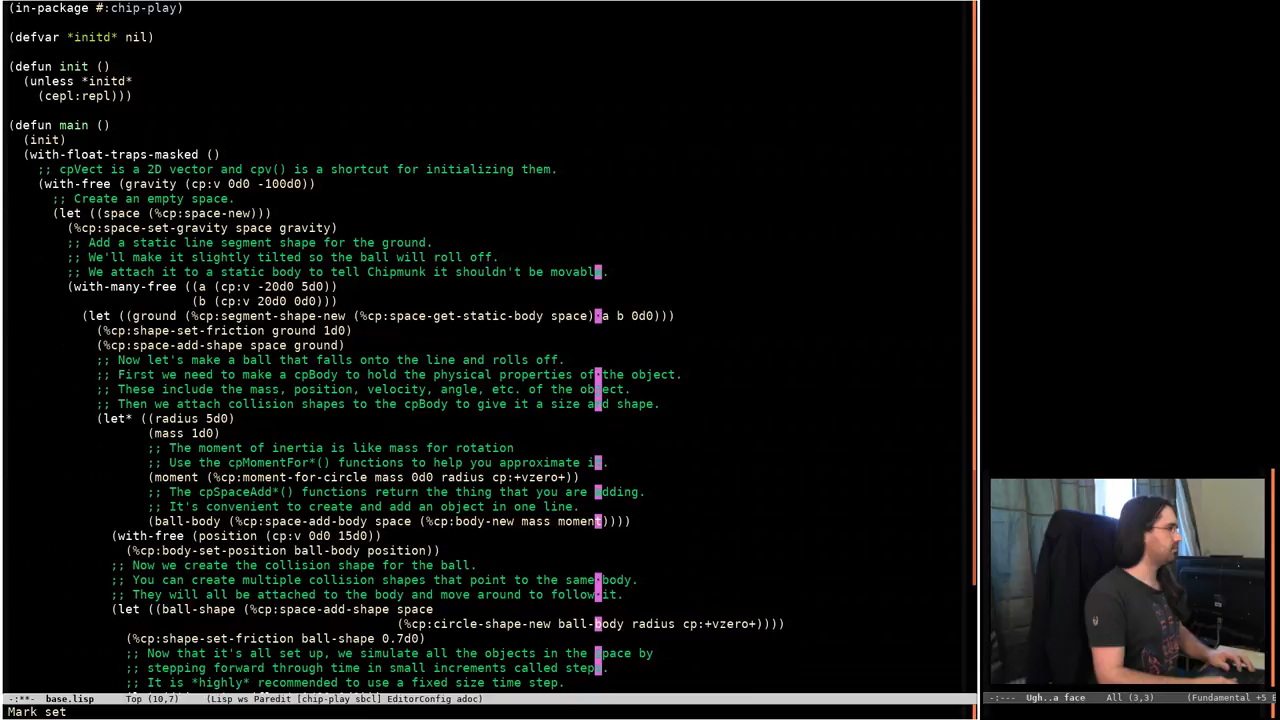 (in-package #:chip-play)
(defvar *initd* nil)
(defun init ()
(unless *initd*
(cepl:repl)))
(defun main ()
(init)
(with-float-traps-masked ()
;; cpVect is a 2D vector and cpv() is a shortcut for initializing them.
(with-free (gravity (cp:v 0d0 -100d0))
;; Create an empty space.
(let ((space (%cp:space-new)))
(%cp:space-set-gravity space gravity)
;; Add a static line segment shape for the ground.
;; We'll make it slightly tilted so the ball will roll off.
;; We attach it to a static body to tell Chipmunk it shouldn't be movable.
(with-many-free ((a (cp:v -20d0 5d0))
(b (cp:v 20d0 0d0)))
(let ((ground (%cp:segment-shape-new (%cp:space-get-static-body space) a b 0d0)))
(%cp:shape-set-friction ground 1d0)
(%cp:space-add-shape space ground)
;; Now let's make a ball that falls onto the line and rolls off.
;; First we need to make a cpBody to hold the physical properties of the object.
;; These include the mass, position, velocity, angle, etc. of the object.
;; Then we attach collision shapes to the cpBody to give it a size and shape.
(let* ((radius 5d0)
(mass 1d0)
;; The moment of inertia is like mass for rotation
;; Use the cpMomentFor*() functions to help you approximate it.
(moment (%cp:moment-for-circle mass 0d0 radius cp:+vzero+))
;; The cpSpaceAdd*() functions return the thing that you are adding.
;; It's convenient to create and add an object in one line.
(ball-body (%cp:space-add-body space (%cp:body-new mass moment))))
(with-free (position (cp:v 0d0 15d0))
(%cp:body-set-position ball-body position))
;; Now we create the collision shape for the ball.
;; You can create multiple collision shapes that point to the same body.
;; They will all be attached to the body and move around to follow it.
(let ((ball-shape (%cp:space-add-shape space
(%cp:circle-shape-new ball-body radius cp:+vzero+))))
(%cp:shape-set-friction ball-shape 0.7d0)
;; Now that it's all set up, we simulate all the objects in the space by
;; stepping forward through time in small increments called steps.
;; It is *highly* recommended to use a fixed size time step.
-:**- base.lisp Top (10,7) (Lisp ws Paredit [chip-play sbcl] EditorConfig adoc)
-:--- Ugh..a face All (3,3) (Fundamental +5 E
Mark set